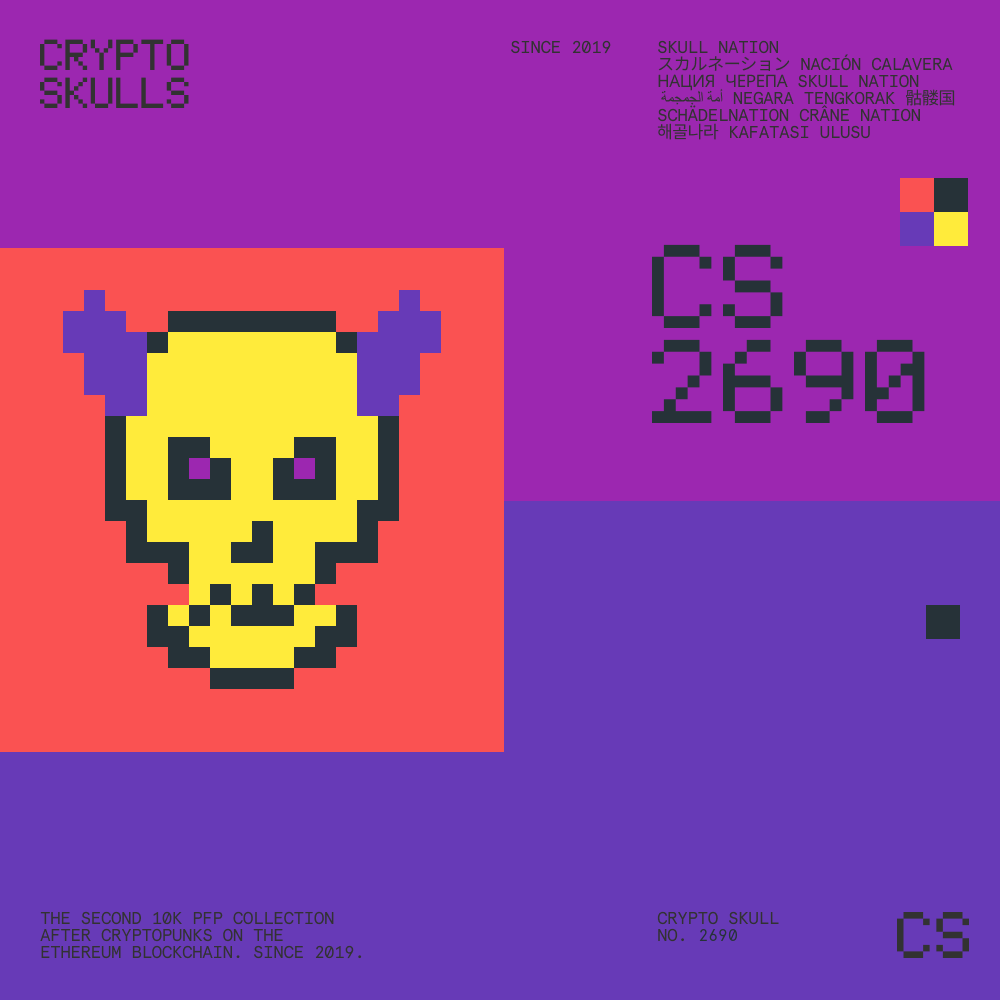 CRYPTO
SKULLS
SINCE 2019
SKULL NATION
スカルネーション NACIÓN CALAVERA
НАЦИЯ ЧЕРЕПА SKULL NATION
أمة الجمجمة NEGARA TENGKORAK 骷髅国
SCHÄDELNATION CRÂNE NATION
해골나라 KAFATASI ULUSU
CS
2690
THE SECOND 10K PFP COLLECTION
AFTER CRYPTOPUNKS ON THE
ETHEREUM BLOCKCHAIN. SINCE 2019.
CRYPTO SKULL
NO. 2690
CS